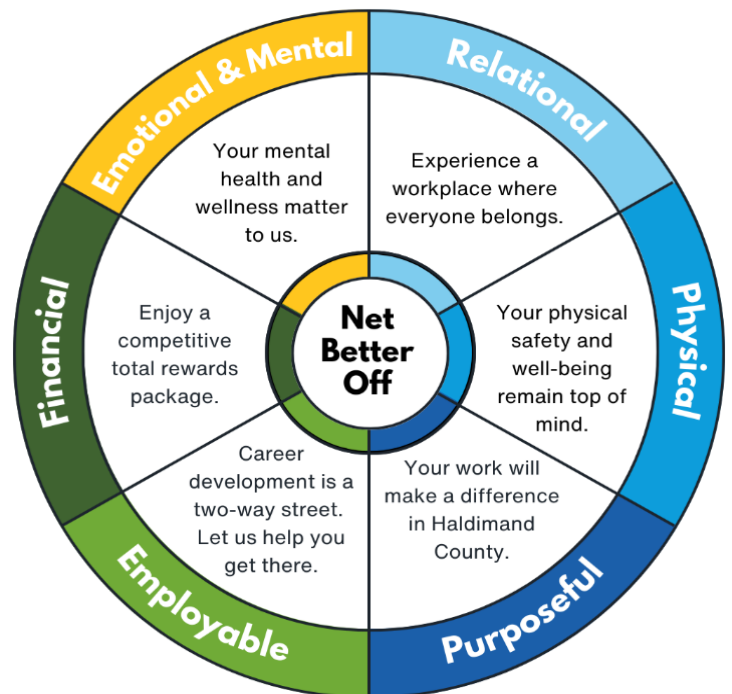 Emotional & Mental
Your mental
health and
wellness matter
to us.
Relational
Experience a
workplace where
everyone belongs.
Physical
Your physical
safety and
well-being
remain top of
mind.
Purposeful
Your work will
make a difference
in Haldimand
County.
Employable
Career
development is a
two-way street.
Let us help you
get there.
Financial
Enjoy a
competitive
total rewards
package.
Net
Better
Off